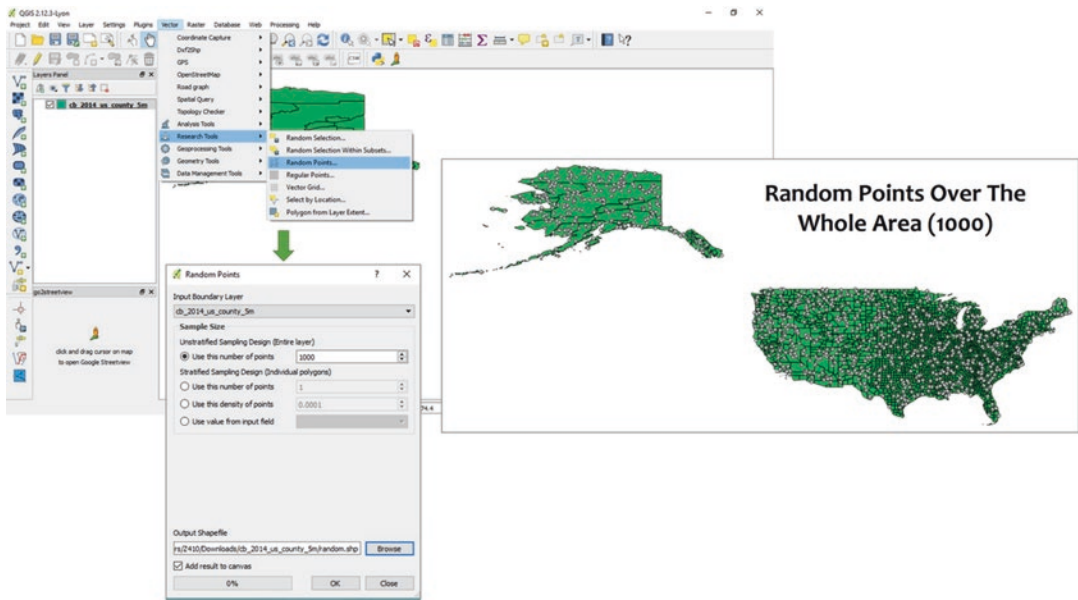 QGIS 2.12.3-Lyon
Project Edit View Layer Settings Plugins Vector Raster Database Web Processing Help
Coordinate Capture
Dxf2Shp
GPS
OpenStreetMap
Road graph
Spatial Query
Topology Checker
Analysis Tools
Research Tools
Geoprocessing Tools
Geometry Tools
Data Management Tools
Random Selection...
Random Selection Within Subsets...
Random Points...
Regular Points...
Vector Grid...
Select by Location...
Polygon from Layer Extent...
Layers Panel
cb_2014_us_county_5m
go2streetview
click and drag cursor on map
to open Google Streetview
CSW
74.4
Random Points
?
Input Boundary Layer
cb_2014_us_county_5m
Sample Size
Unstratified Sampling Design (Entire layer)
Use this number of points 1000
Stratified Sampling Design (Individual polygons)
Use this number of points 1
Use this density of points 0.0001
Use value from input field
Output Shapefile
rs/2410/Downloads/cb_2014_us_county_5m/random.shp Browse
Add result to canvas
0% OK Close
Random Points Over The
Whole Area (1000)